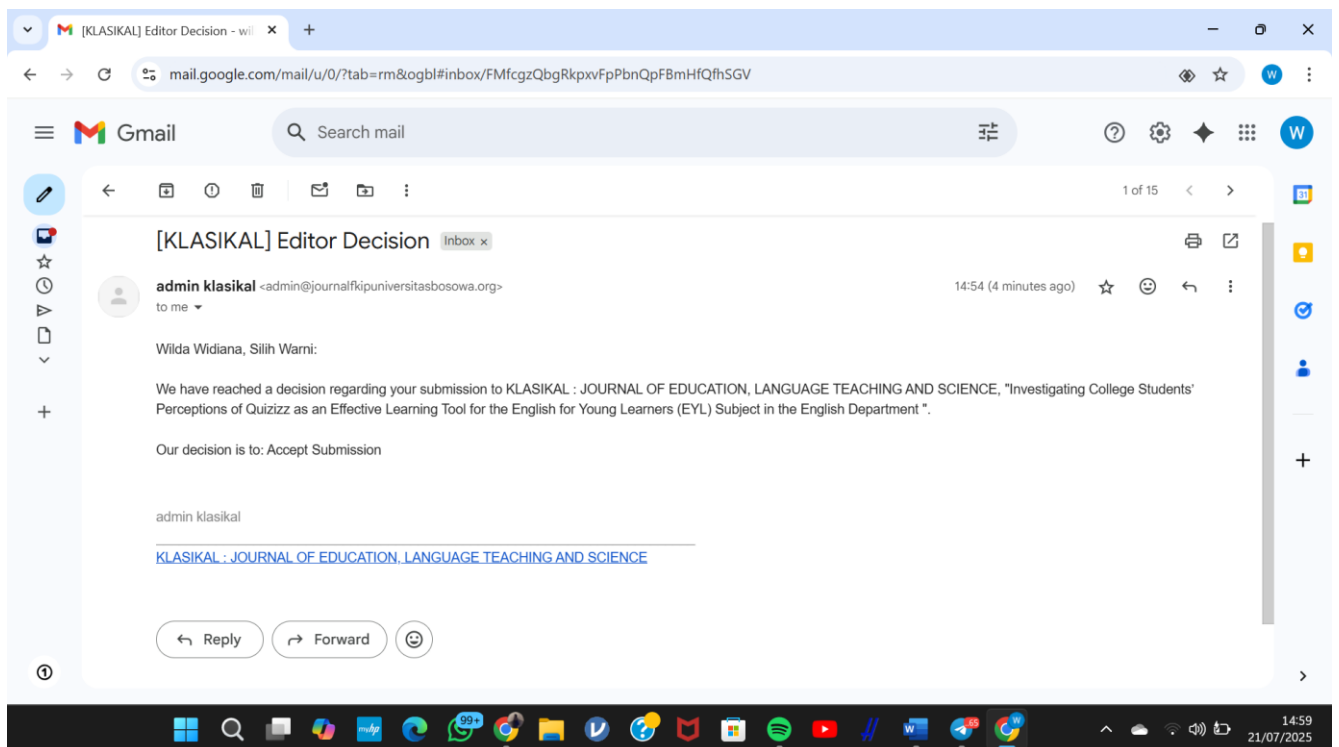 [KLASIKAL] Editor Decision - wil
mail.google.com/mail/u/0/?tab=rm&ogbl#inbox/FMfcgzQbgRkpxvFpPbnQpFBmHfQfhSGV
W
Gmail
Search mail
W
1 of 15
31
[KLASIKAL] Editor Decision Inbox x
admin klasikal <admin@journalfkipuniversitasbosowa.org>
14:54 (4 minutes ago)
to me
Wilda Widiana, Silih Warni:
We have reached a decision regarding your submission to KLASIKAL : JOURNAL OF EDUCATION, LANGUAGE TEACHING AND SCIENCE, "Investigating College Students'
Perceptions of Quizizz as an Effective Learning Tool for the English for Young Learners (EYL) Subject in the English Department ".
Our decision is to: Accept Submission
admin klasikal
KLASIKAL : JOURNAL OF EDUCATION, LANGUAGE TEACHING AND SCIENCE
Reply
Forward
1
99+
65
W
14:59
21/07/2025